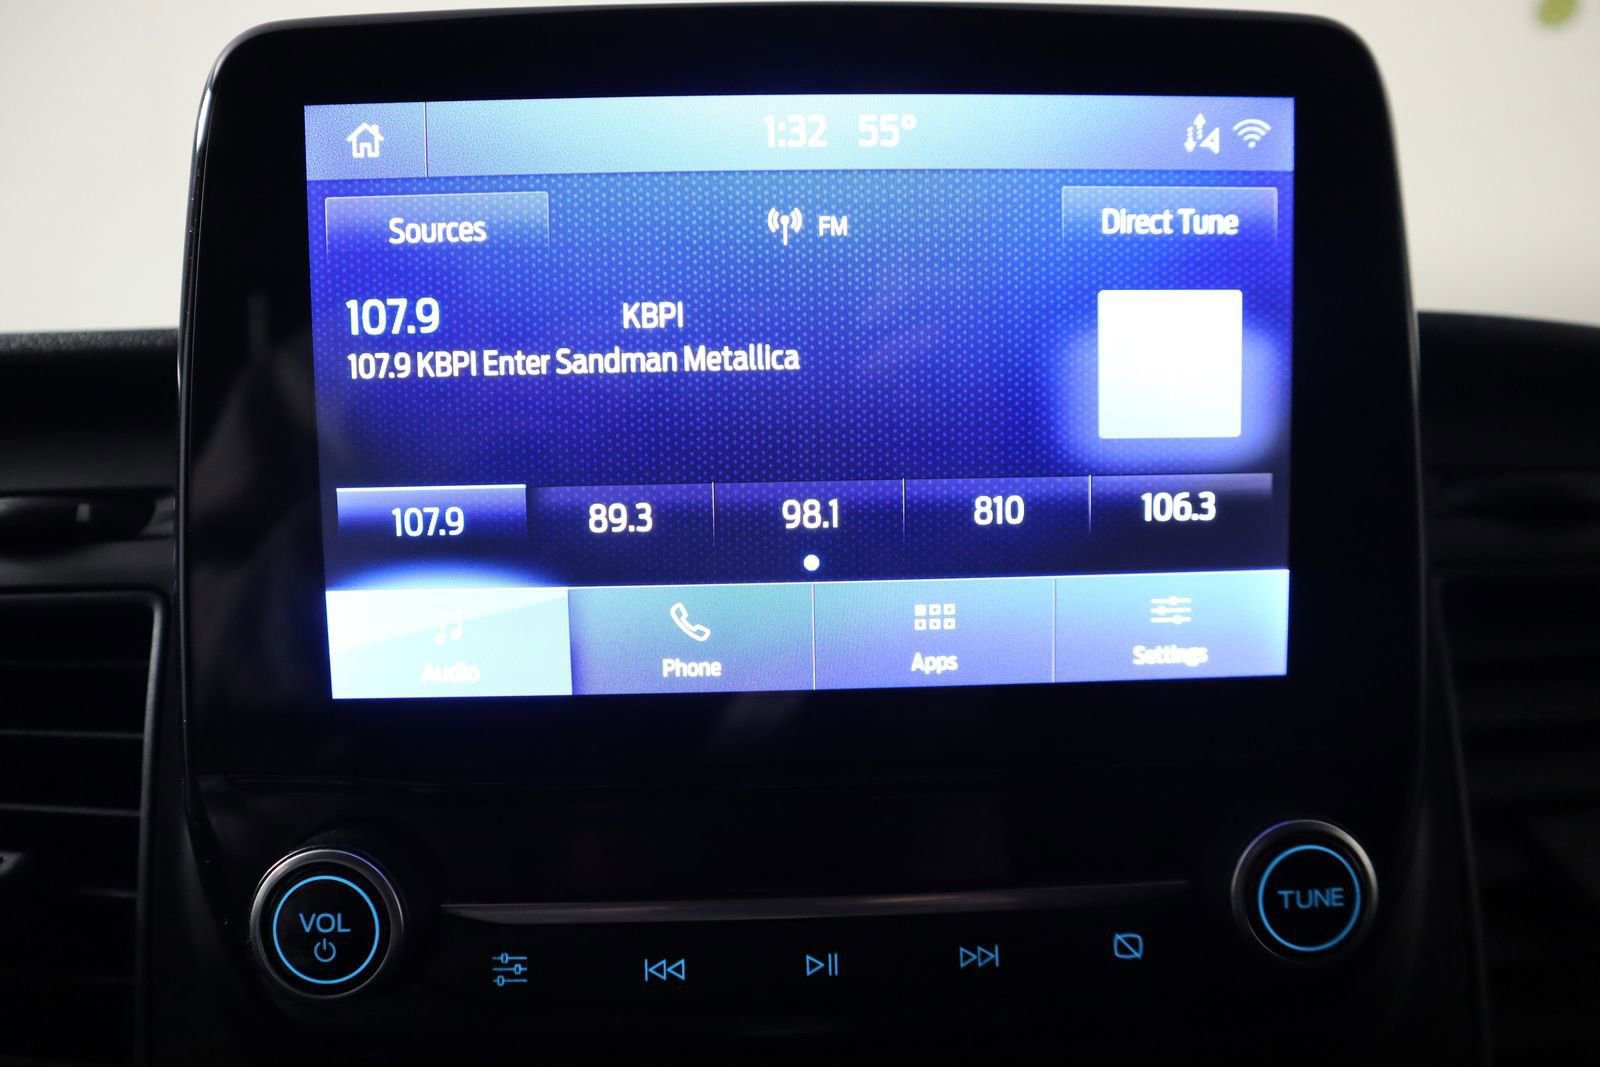 1:32 55°
Sources FM Direct Tune
107.9 KBPI
107.9 KBPI Enter Sandman Metallica
107.9 89.3 98.1 810 106.3
Audio Phone Apps Settings
VOL TUNE